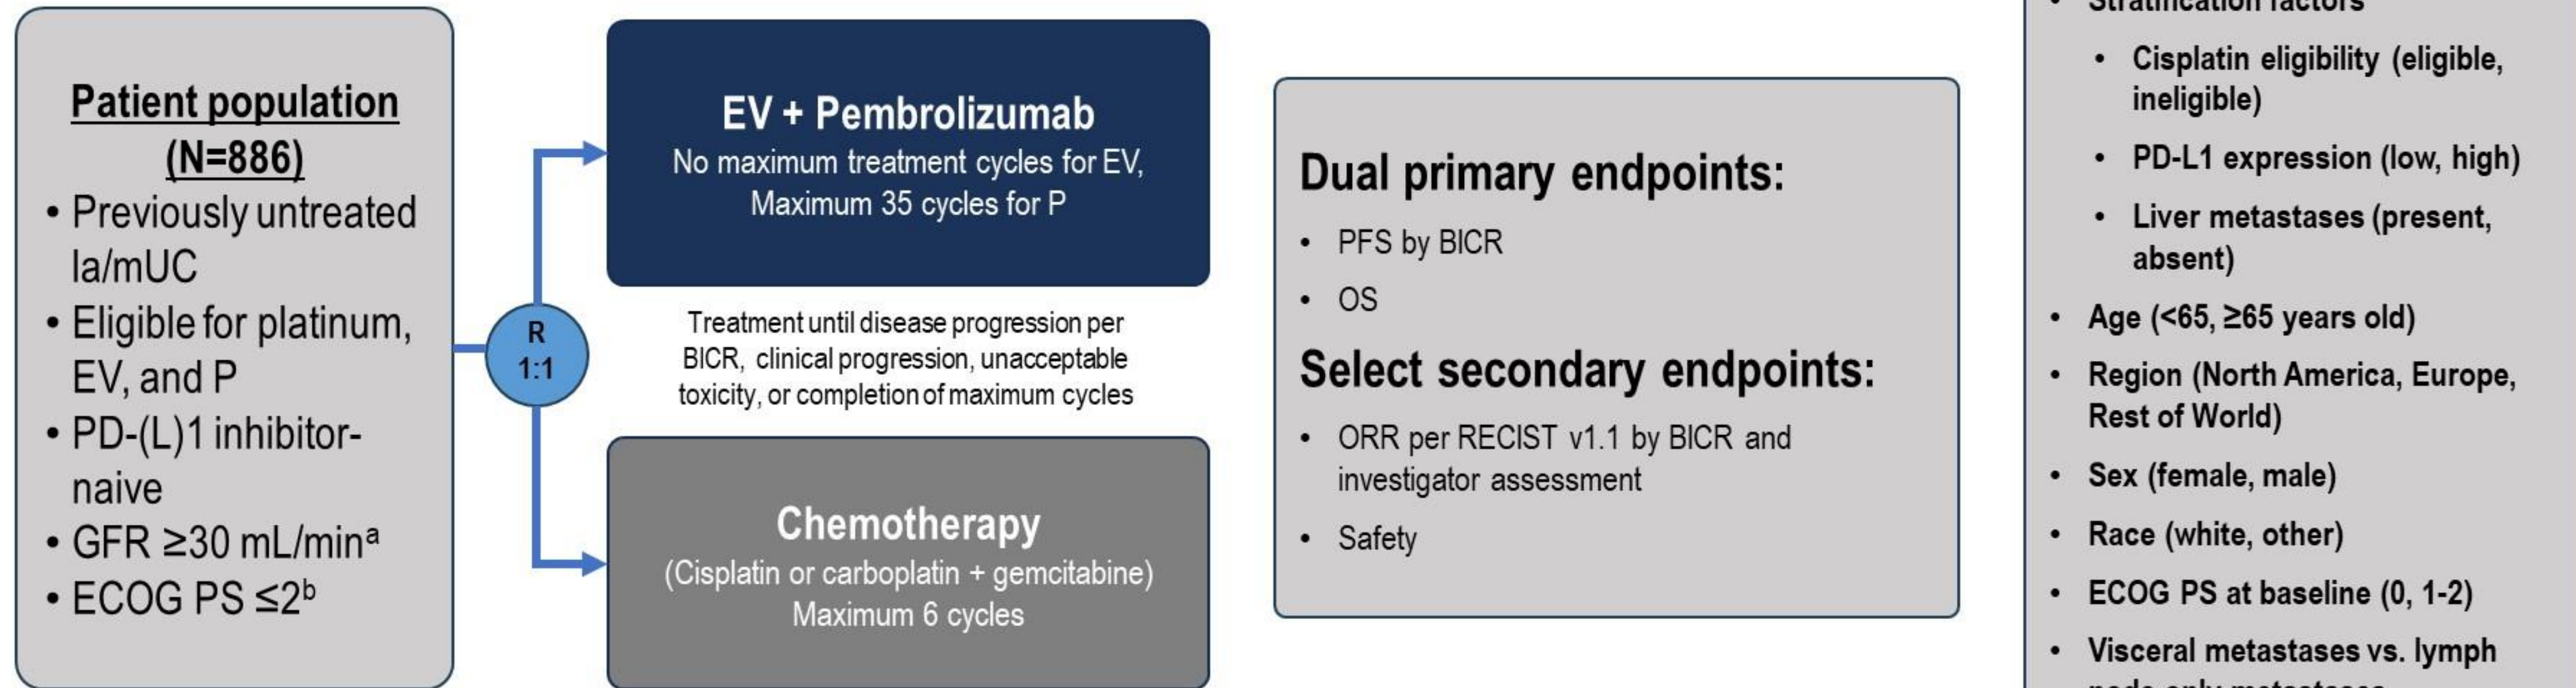 Patient population
(N=886)
• Previously untreated
la/mUC
• Eligible for platinum,
EV, and P
• PD-(L)1 inhibitor-
naive
• GFR ≥30 mL/minᵃ
• ECOG PS ≤2ᵇ
R
1:1
EV + Pembrolizumab
No maximum treatment cycles for EV,
Maximum 35 cycles for P
Treatment until disease progression per
BICR, clinical progression, unacceptable
toxicity, or completion of maximum cycles
Chemotherapy
(Cisplatin or carboplatin + gemcitabine)
Maximum 6 cycles
Dual primary endpoints:
• PFS by BICR
• OS
Select secondary endpoints:
• ORR per RECIST v1.1 by BICR and
investigator assessment
• Safety
• Stratification factors
• Cisplatin eligibility (eligible,
ineligible)
• PD-L1 expression (low, high)
• Liver metastases (present,
absent)
• Age (<65, ≥65 years old)
• Region (North America, Europe,
Rest of World)
• Sex (female, male)
• Race (white, other)
• ECOG PS at baseline (0, 1-2)
• Visceral metastases vs. lymph
node only metastases